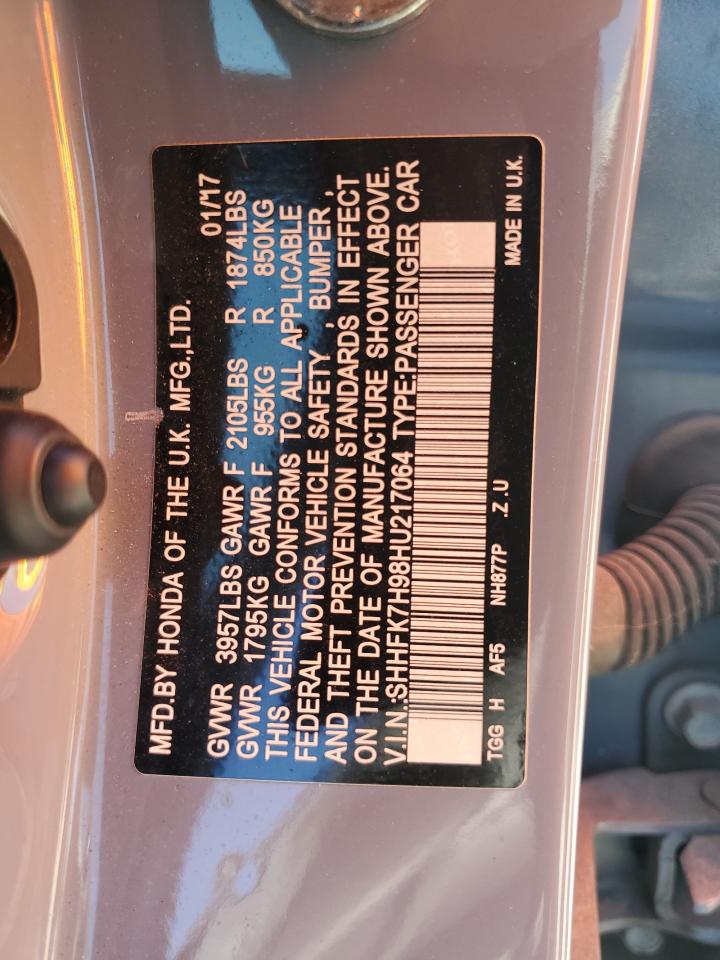 MFD.BY HONDA OF THE U.K. MFG.,LTD. 01/17
GVWR 3957LBS GAWR F 2105LBS R 1874LBS
GVWR 1795KG GAWR F 955KG R 850KG
THIS VEHICLE CONFORMS TO ALL APPLICABLE
FEDERAL MOTOR VEHICLE SAFETY , BUMPER ,
AND THEFT PREVENTION STANDARDS IN EFFECT
ON THE DATE OF MANUFACTURE SHOWN ABOVE.
V.I.N.:SHHFK7H98HU217064 TYPE:PASSENGER CAR
TGG H AF5 NH877P .Z.U MADE IN U.K.